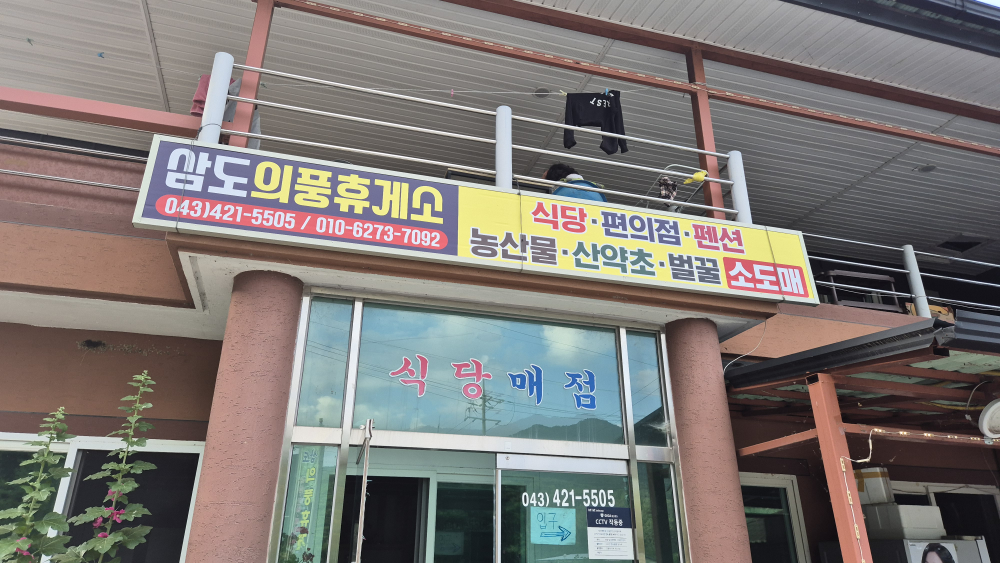 삼도의풍휴게소
043)421-5505 / 010-6273-7092
식당·편의점·펜션
농산물·산약초·벌꿀 소도매
REST
식당매점
043) 421-5505
입구
CCTV 작동중